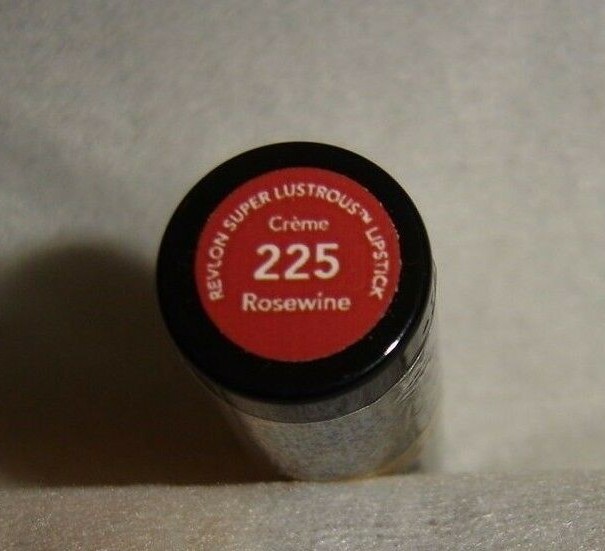 REVLON SUPER LUSTROUS™ LIPSTICK
Crème
225
Rosewine